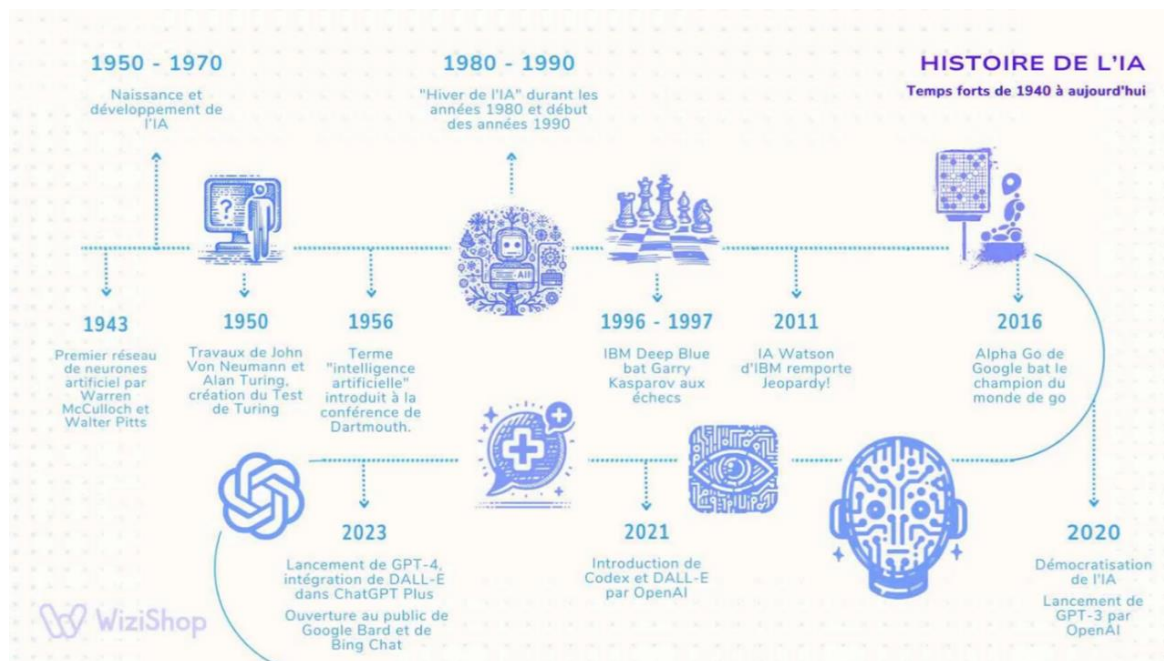 HISTOIRE DE L'IA
Temps forts de 1940 à aujourd'hui
1950 - 1970
Naissance et
développement de
l'IA
1980 - 1990
"Hiver de l'IA" durant les
années 1980 et début
des années 1990
?
AII
1943
Premier réseau
de neurones
artificiel par
Warren
McCulloch et
Walter Pitts
1950
Travaux de John
Von Neumann et
Alan Turing,
création du Test
de Turing
1956
Terme
"intelligence
artificielle"
introduit à la
conférence de
Dartmouth.
1996 - 1997
IBM Deep Blue
bat Garry
Kasparov aux
échecs
2011
IA Watson
d'IBM remporte
Jeopardy!
2016
Alpha Go de
Google bat le
champion du
monde de go
2020
Démocratisation
de l'IA
Lancement de
GPT-3 par
OpenAI
2021
Introduction de
Codex et DALL-E
par OpenAI
2023
Lancement de GPT-4,
intégration de DALL-E
dans ChatGPT Plus
Ouverture au public de
Google Bard et de
Bing Chat
WiziShop